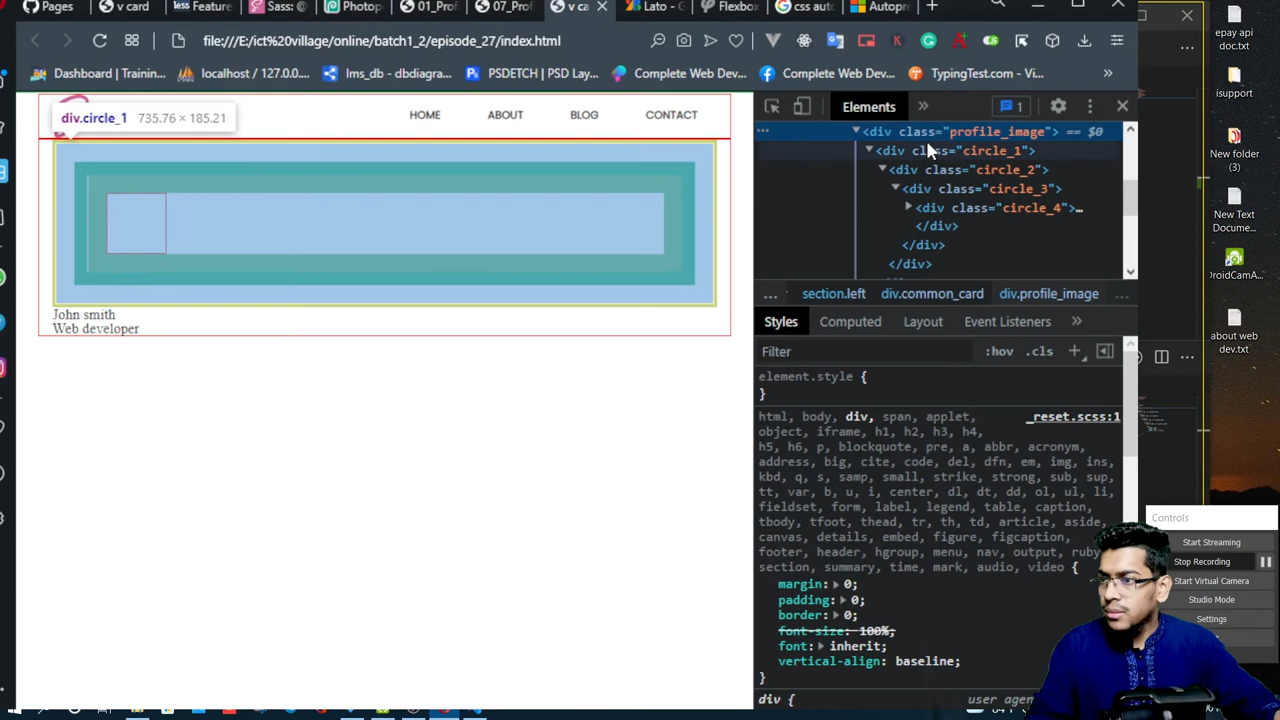 Pages
v card
less
Feature
Sass:
Photop
01_Prof
07_Prof
v ca
Lato - G
Flexbox
css auto
Autopre
file:///E:/ict%20village/online/batch1_2/episode_27/index.html
Dashboard | Trainin...
localhost / 127.0.0....
lms_db - dbdiagra...
PSDETCH | PSD Lay...
Complete Web Dev...
Complete Web Dev...
TypingTest.com - Vi...
div.circle_1 735.76 × 185.21
HOME ABOUT BLOG CONTACT
John smith
Web developer
Elements
1
<div class="profile_image"> == $0
<div class="circle_1">
<div class="circle_2">
<div class="circle_3">
<div class="circle_4">…
</div>
</div>
</div>
... section.left div.common_card div.profile_image ...
Styles Computed Layout Event Listeners
Filter :hov .cls
element.style {
}
html, body, div, span, applet, _reset.scss:1
object, iframe, h1, h2, h3, h4,
h5, h6, p, blockquote, pre, a, abbr, acronym,
address, big, cite, code, del, dfn, em, img, ins,
kbd, q, s, samp, small, strike, strong, sub, sup,
tt, var, b, u, i, center, dl, dt, dd, ol, ul, li,
fieldset, form, label, legend, table, caption,
tbody, tfoot, thead, tr, th, td, article, aside,
canvas, details, embed, figure, figcaption,
footer, header, hgroup, menu, nav, output, ruby
section, summary, time, mark, audio, video {
margin: 0;
padding: 0;
border: 0;
font-size: 100%;
font: inherit;
vertical-align: baseline;
}
div { user agen
epay api
doc.txt
isupport
New folder
(3)
New Text
Docume...
DroidCamA...
about web
dev.txt
Controls
Start Streaming
Stop Recording
Start Virtual Camera
Studio Mode
Settings